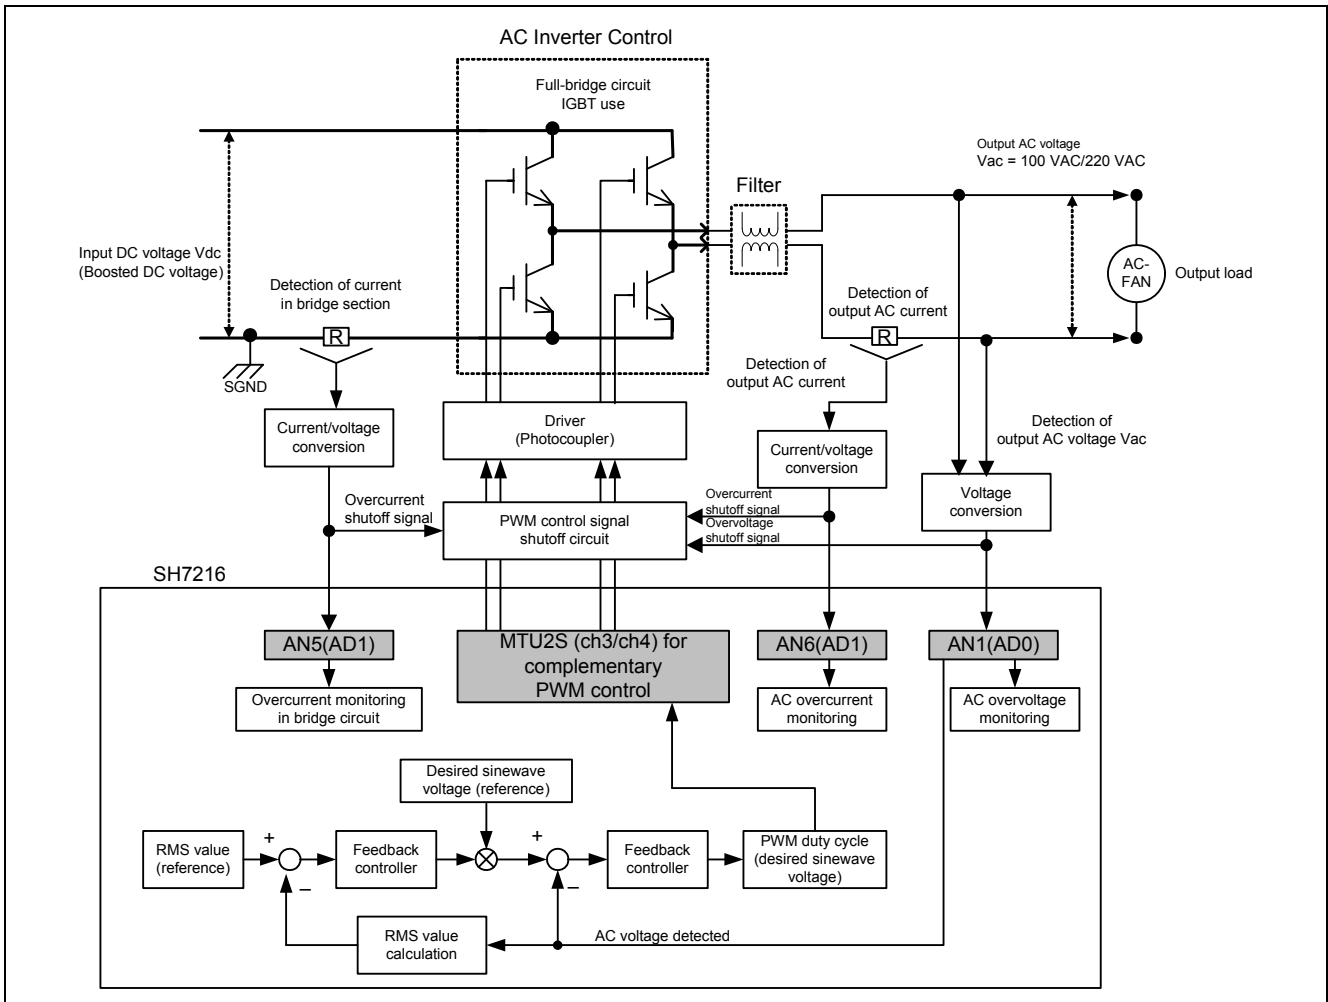 AC Inverter Control
Full-bridge circuit
IGBT use
Output AC voltage
Vac = 100 VAC/220 VAC
Filter
Input DC voltage Vdc
(Boosted DC voltage)
Detection of current
in bridge section
R
SGND
Detection of
output AC current
R
AC-
FAN
Output load
Detection of
output AC current
Detection of
output AC voltage Vac
Current/voltage
conversion
Driver
(Photocoupler)
Current/voltage
conversion
Voltage
conversion
Overcurrent
shutoff signal
PWM control signal
shutoff circuit
Overcurrent
shutoff signal
Overvoltage
shutoff signal
SH7216
AN5(AD1)
MTU2S (ch3/ch4) for
complementary
PWM control
AN6(AD1)
AN1(AD0)
Overcurrent monitoring
in bridge circuit
AC overcurrent
monitoring
AC overvoltage
monitoring
Desired sinewave
voltage (reference)
RMS value
(reference)
+
−
Feedback
controller
+
−
Feedback
controller
PWM duty cycle
(desired sinewave
voltage)
RMS value
calculation
AC voltage detected